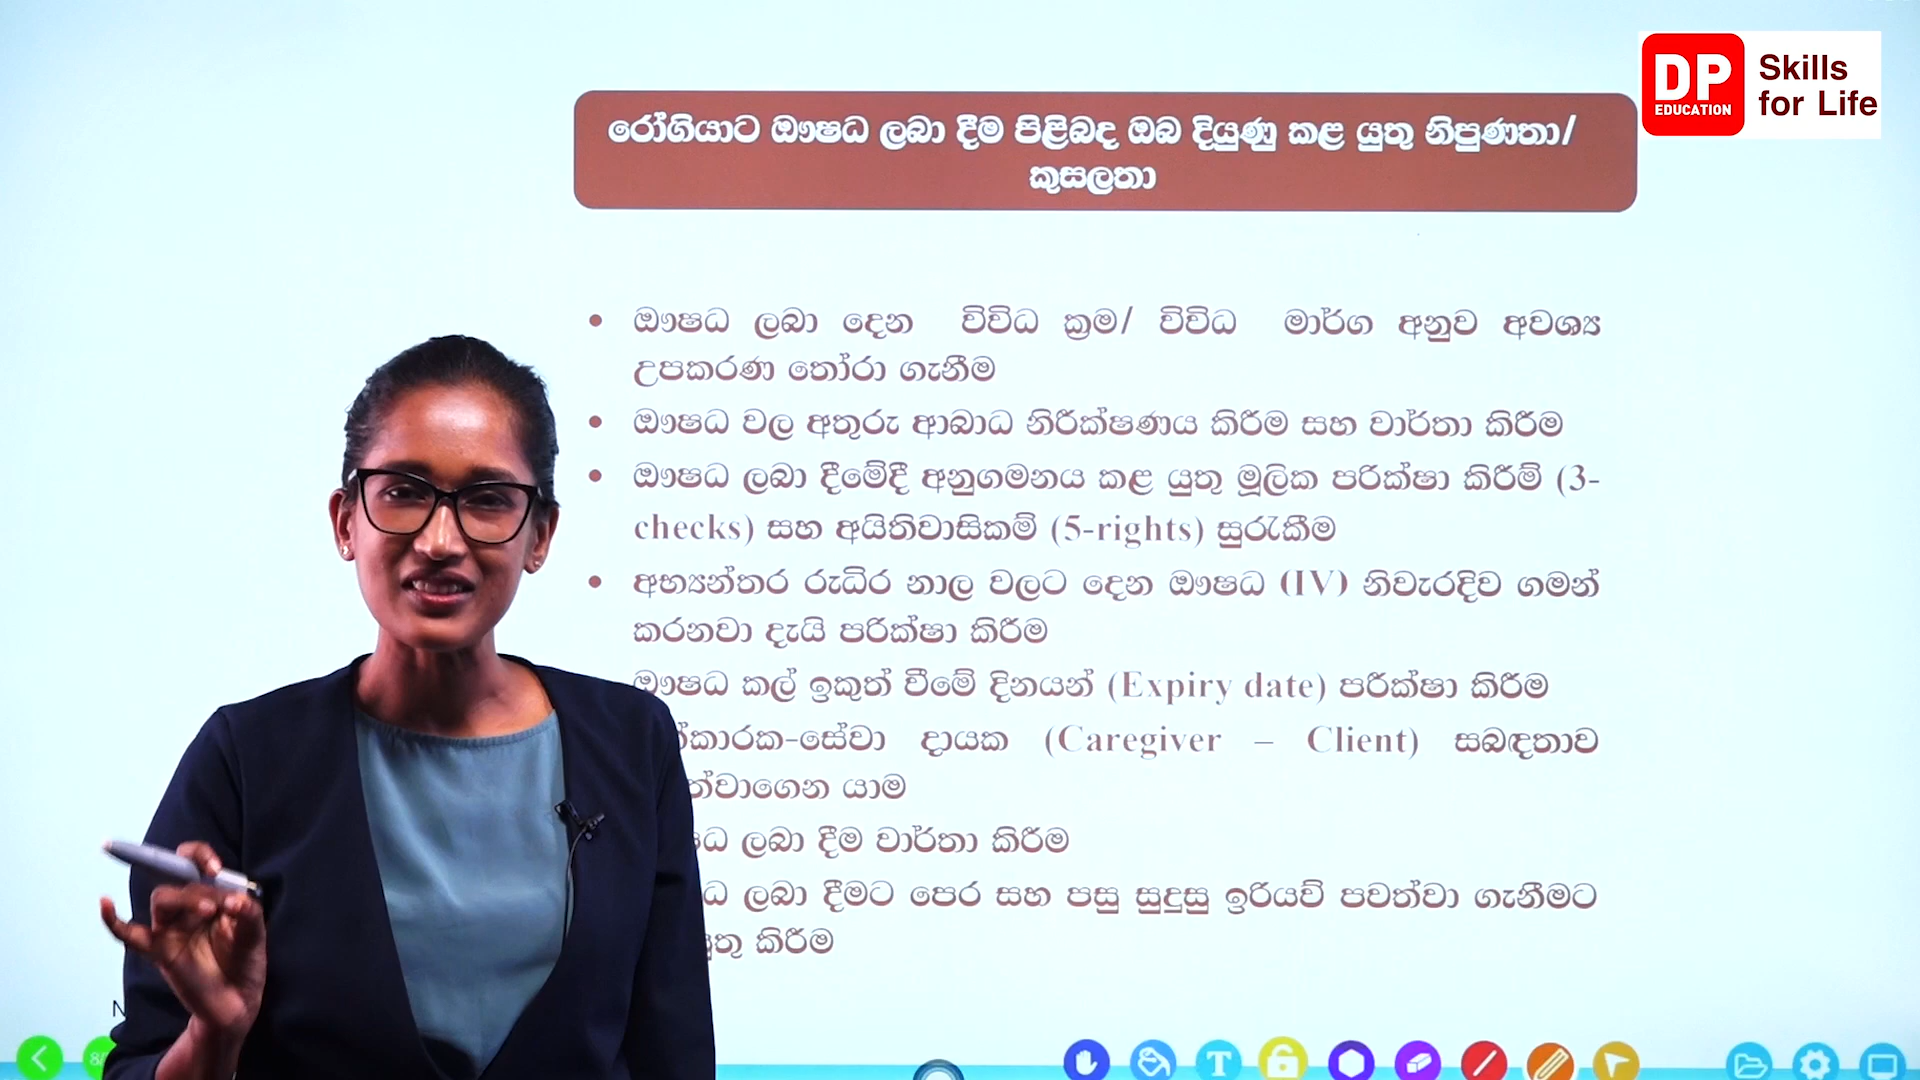 DP
EDUCATION
Skills
for Life
රෝගියාට ඖෂධ ලබා දීම පිළිබද ඔබ දියුණු කළ යුතු නිපුණතා/
කුසලතා
• ඖෂධ ලබා දෙන විවිධ ක්‍රම/ විවිධ මාර්ග අනුව අවශ්‍ය
උපකරණ තෝරා ගැනීම
• ඖෂධ වල අතුරු ආබාධ නිරීක්ෂණය කිරීම සහ වාර්තා කිරීම
• ඖෂධ ලබා දීමේදී අනුගමනය කළ යුතු මූලික පරික්ෂා කිරීම් (3-
checks) සහ අයිතිවාසිකම් (5-rights) සුරැකීම
• අභ්‍යන්තර රුධිර නාල වලට දෙන ඖෂධ (IV) නිවැරදිව ගමන්
කරනවා දැයි පරික්ෂා කිරීම
ඖෂධ කල් ඉකුත් වීමේ දිනයන් (Expiry date) පරීක්ෂා කිරීම
-සේවා දායක (Caregiver – Client) සබඳතාව
යාම
ලබා දීම වාර්තා කිරීම
ලබා දීමට පෙර සහ පසු සුදුසු ඉරියව් පවත්වා ගැනීමට
කිරීම